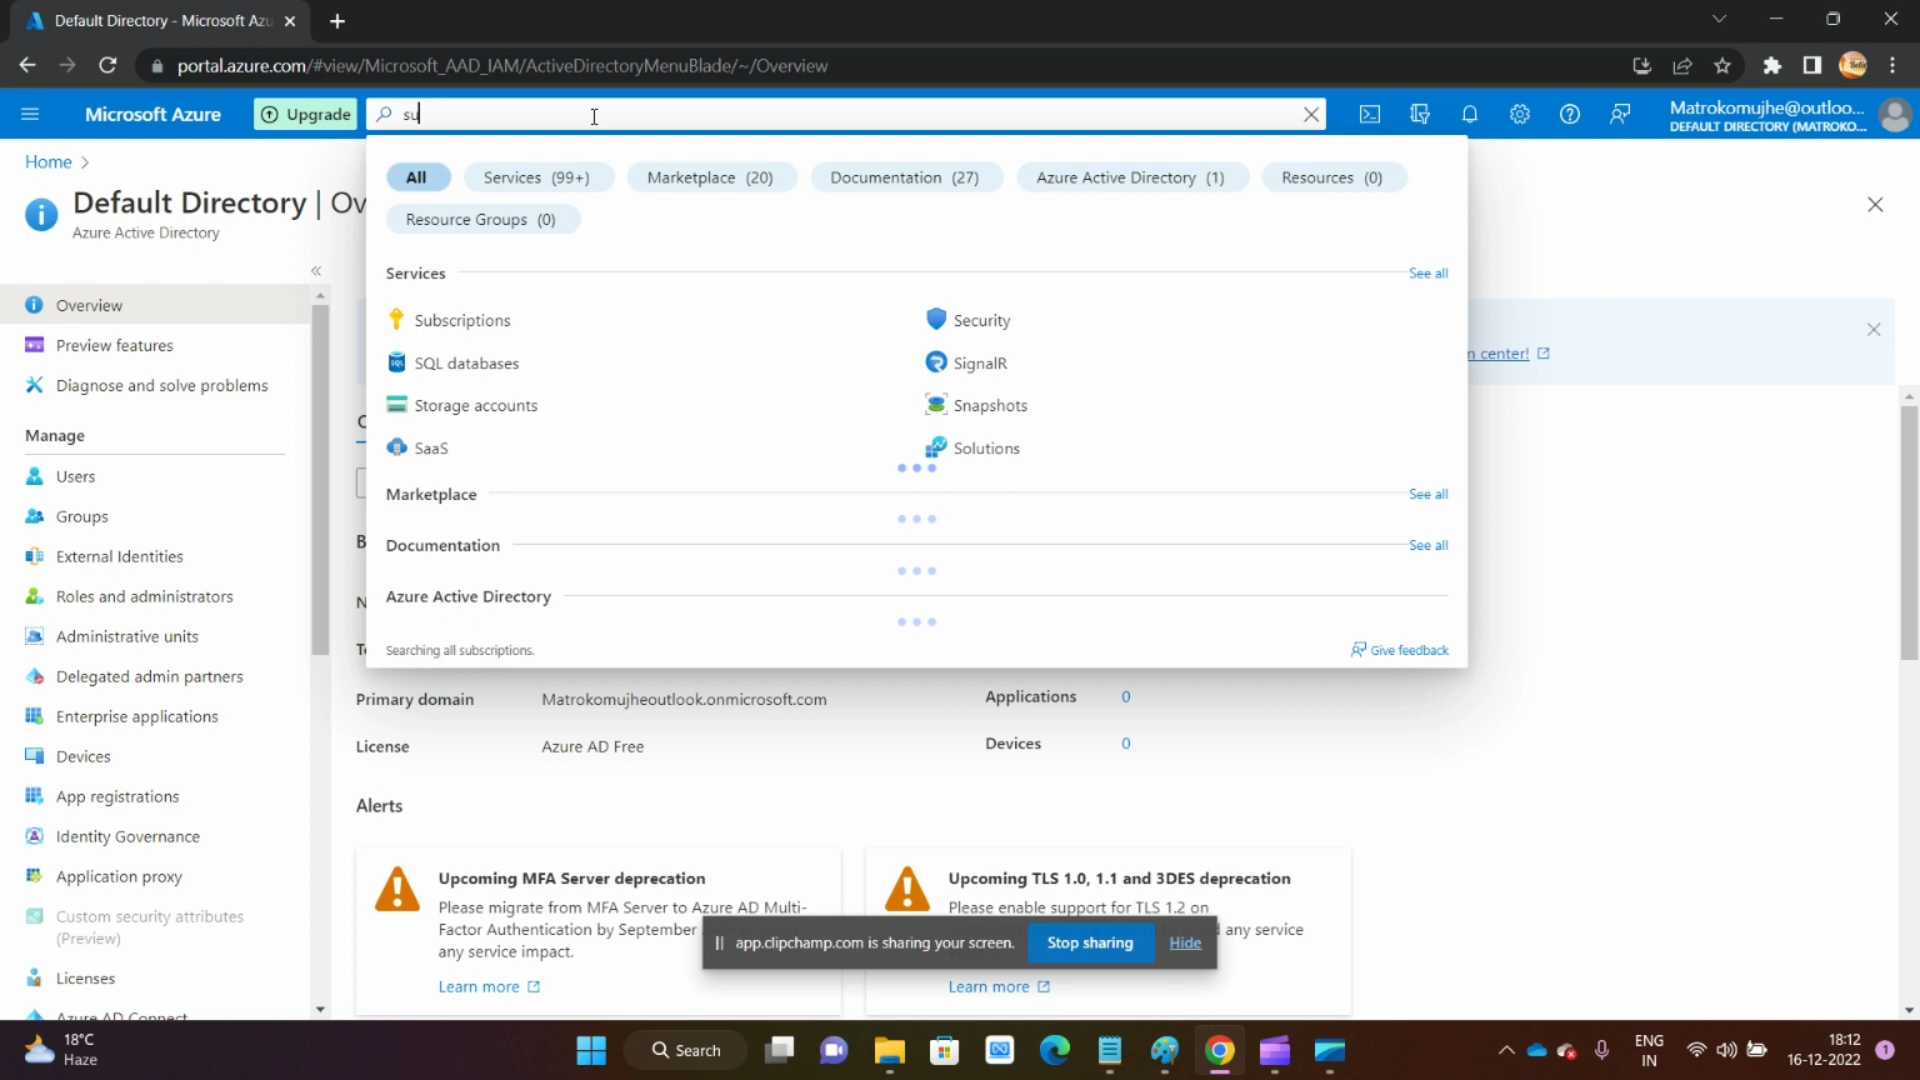 Default Directory - Microsoft Azu
portal.azure.com/#view/Microsoft_AAD_IAM/ActiveDirectoryMenuBlade/~/Overview
Microsoft Azure
Upgrade
su
Matrokomujhe@outloo...
DEFAULT DIRECTORY (MATROKO...
Home >
Default Directory | Ov
Azure Active Directory
All
Services (99+)
Marketplace (20)
Documentation (27)
Azure Active Directory (1)
Resources (0)
Resource Groups (0)
Services
See all
Subscriptions
Security
SQL databases
SignalR
Storage accounts
Snapshots
SaaS
Solutions
Marketplace
See all
Documentation
See all
Azure Active Directory
Searching all subscriptions.
Give feedback
n center!
Overview
Preview features
Diagnose and solve problems
Manage
Users
Groups
External Identities
Roles and administrators
Administrative units
Delegated admin partners
Enterprise applications
Devices
App registrations
Identity Governance
Application proxy
Custom security attributes
(Preview)
Licenses
Azure AD Connect
B
N
Primary domain
Matrokomujheoutlook.onmicrosoft.com
Applications
0
License
Azure AD Free
Devices
0
Alerts
Upcoming MFA Server deprecation
Please migrate from MFA Server to Azure AD Multi-
Factor Authentication by September
any service impact.
Learn more
Upcoming TLS 1.0, 1.1 and 3DES deprecation
Please enable support for TLS 1.2 on
any service
Learn more
app.clipchamp.com is sharing your screen.
Stop sharing
Hide
18°C
Haze
Search
ENG
IN
18:12
16-12-2022
1